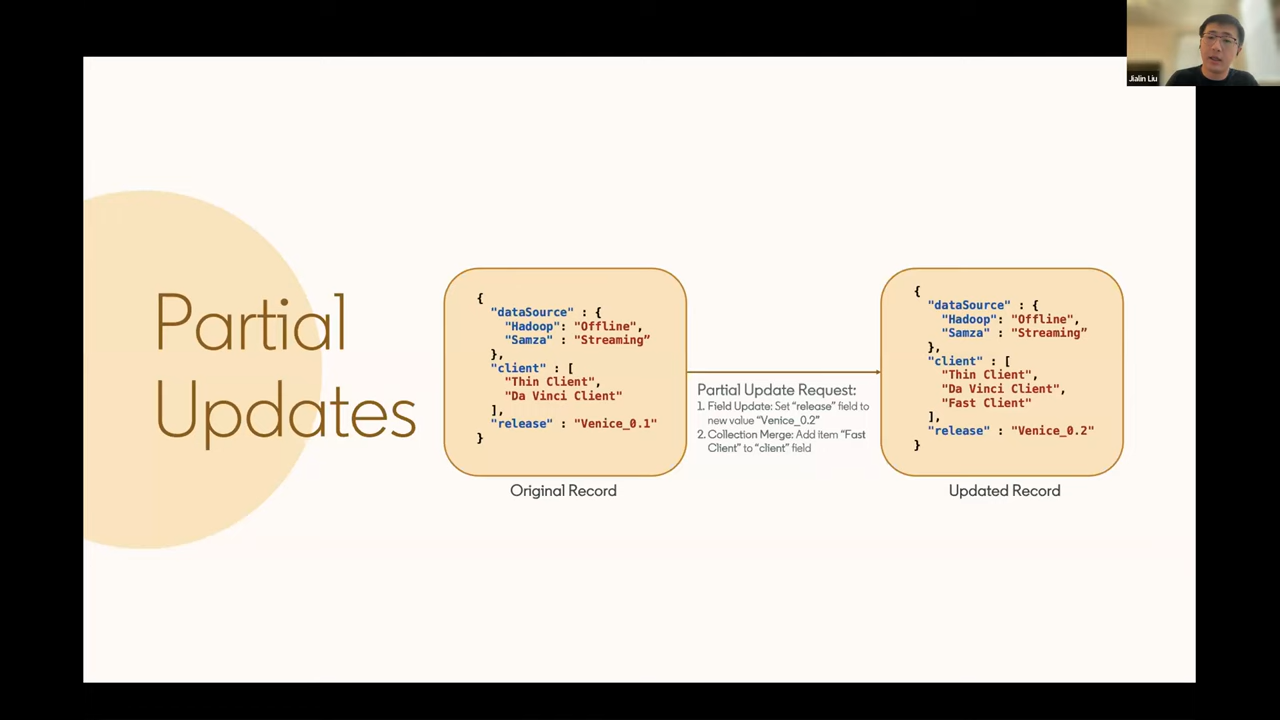 Jialin Liu
Partial
Updates
{
"dataSource" : {
"Hadoop": "Offline",
"Samza" : "Streaming”
},
"client" : [
"Thin Client",
"Da Vinci Client"
],
"release" : "Venice_0.1"
}
Original Record
Partial Update Request:
1. Field Update: Set “release” field to
new value “Venice_0.2”
2. Collection Merge: Add item “Fast
Client” to “client” field
{
"dataSource" : {
"Hadoop": "Offline",
"Samza" : "Streaming”
},
"client" : [
"Thin Client",
"Da Vinci Client",
"Fast Client"
],
"release" : "Venice_0.2"
}
Updated Record